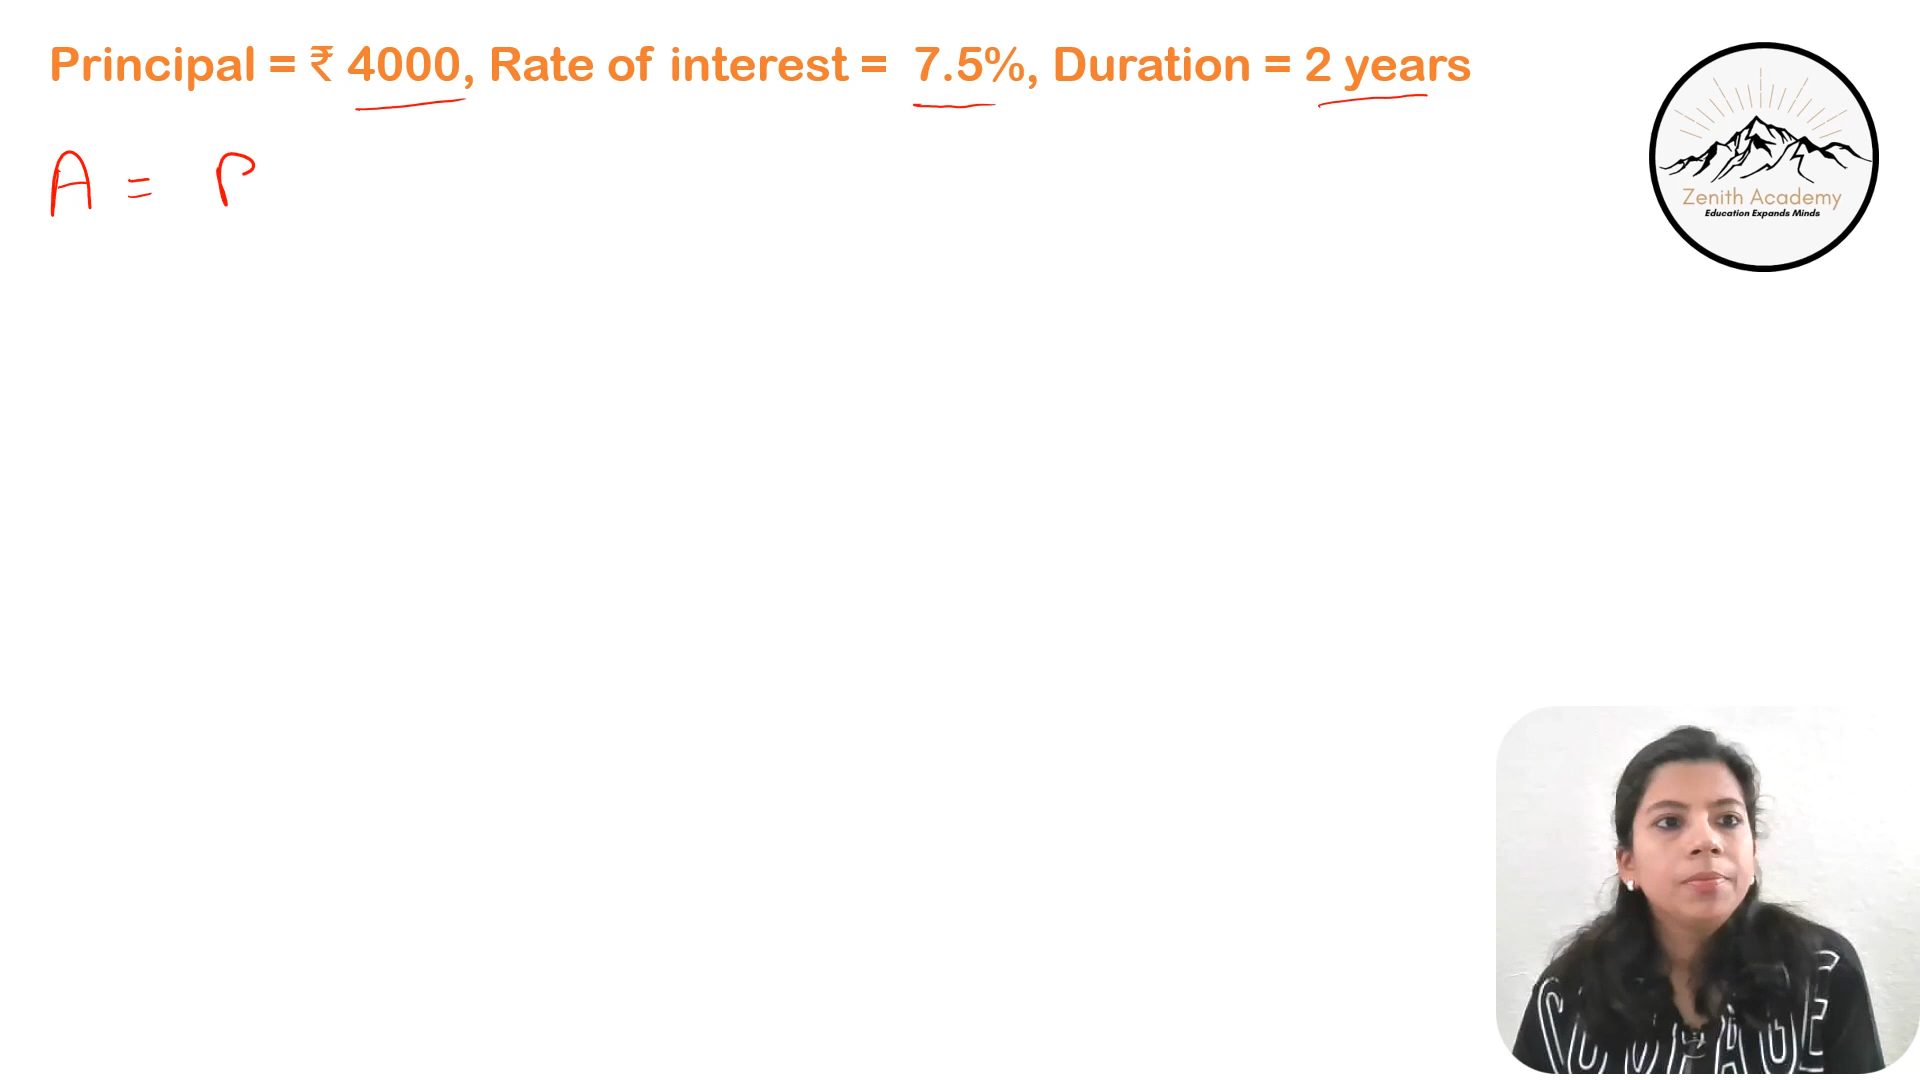 Principal = ₹ 4000, Rate of interest = 7.5%, Duration = 2 years
A = P
Zenith Academy
Education Expands Minds